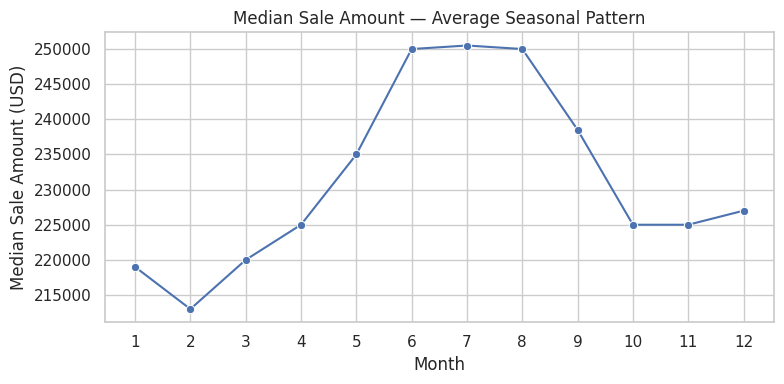 Median Sale Amount — Average Seasonal Pattern
Median Sale Amount (USD)
250000
245000
240000
235000
230000
225000
220000
215000
1 2 3 4 5 6 7 8 9 10 11 12
Month